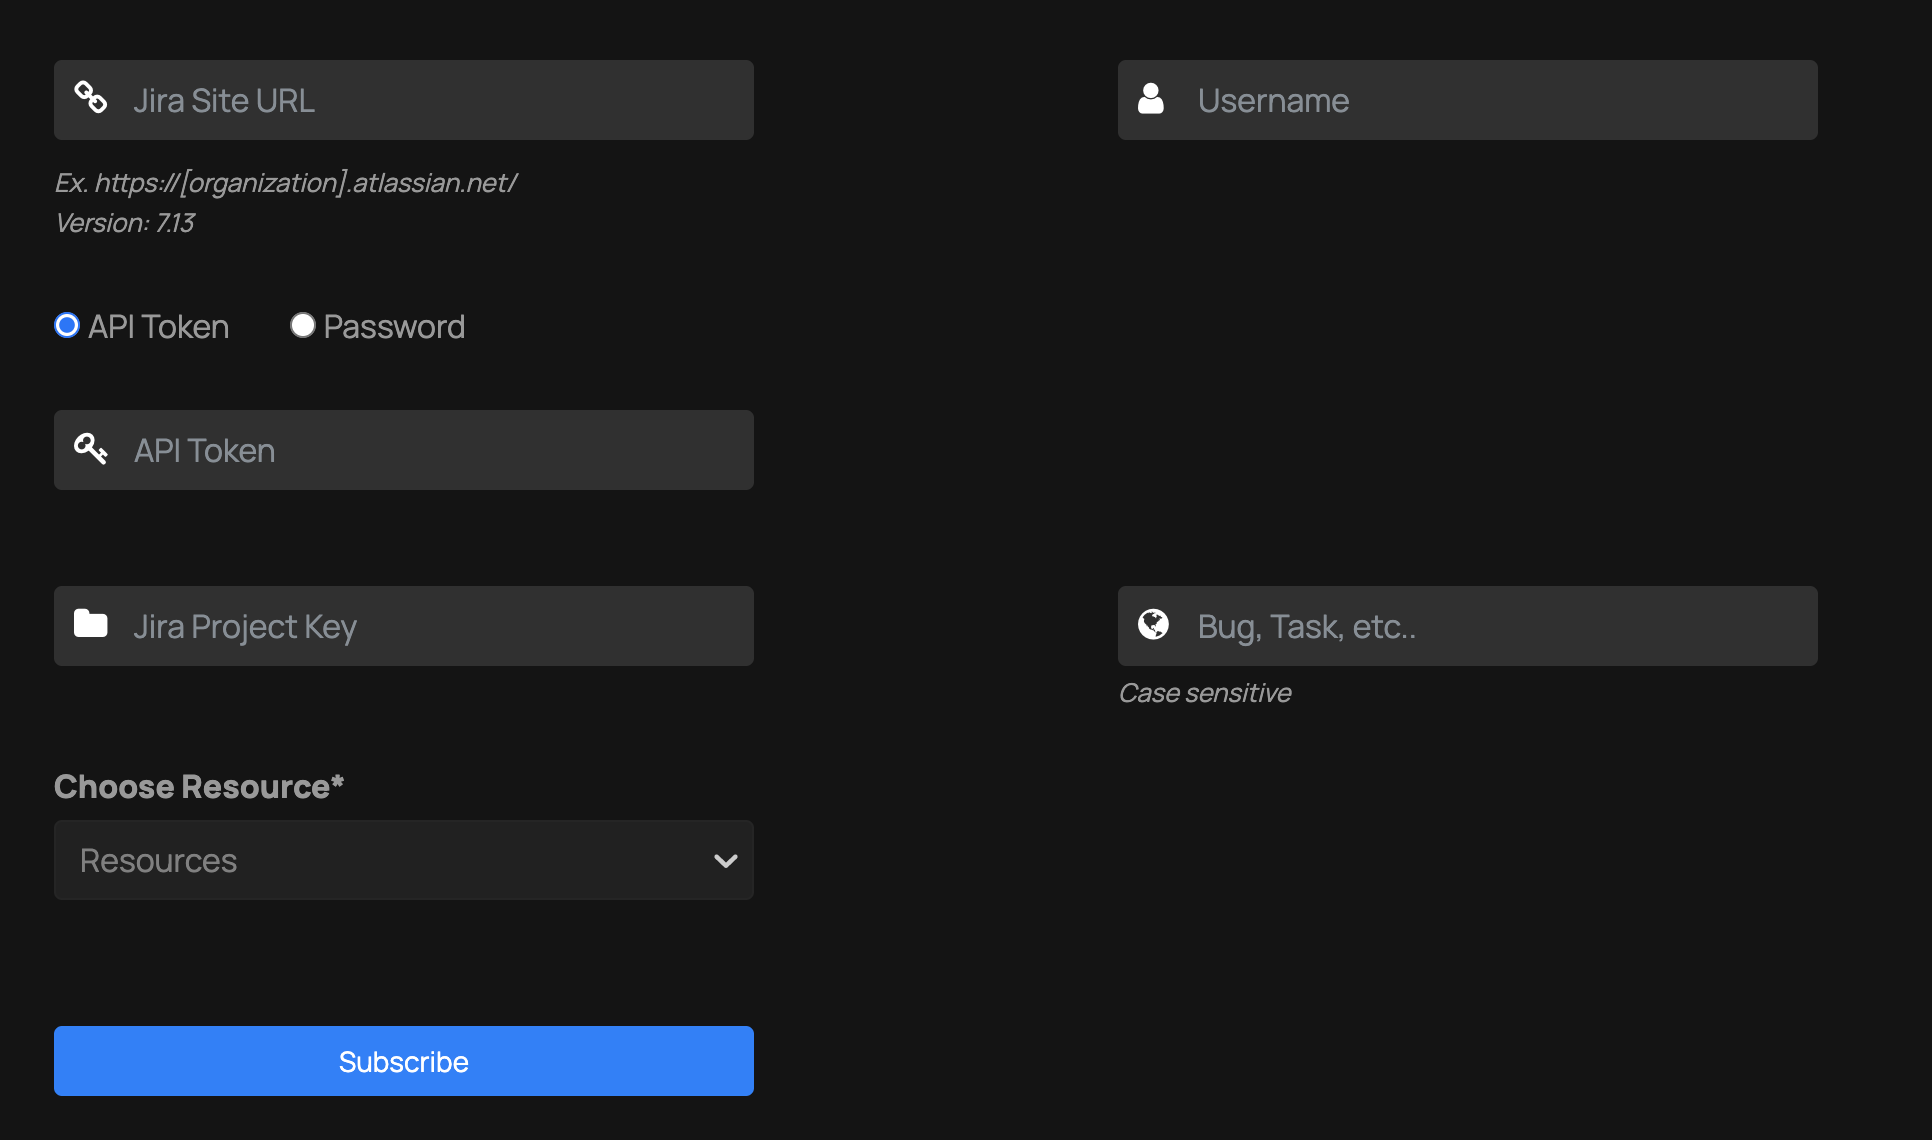 Jira Site URL
Username
Ex. https://[organization].atlassian.net/
Version: 7.13
API Token
Password
API Token
Jira Project Key
Bug, Task, etc..
Case sensitive
Choose Resource*
Resources
Subscribe